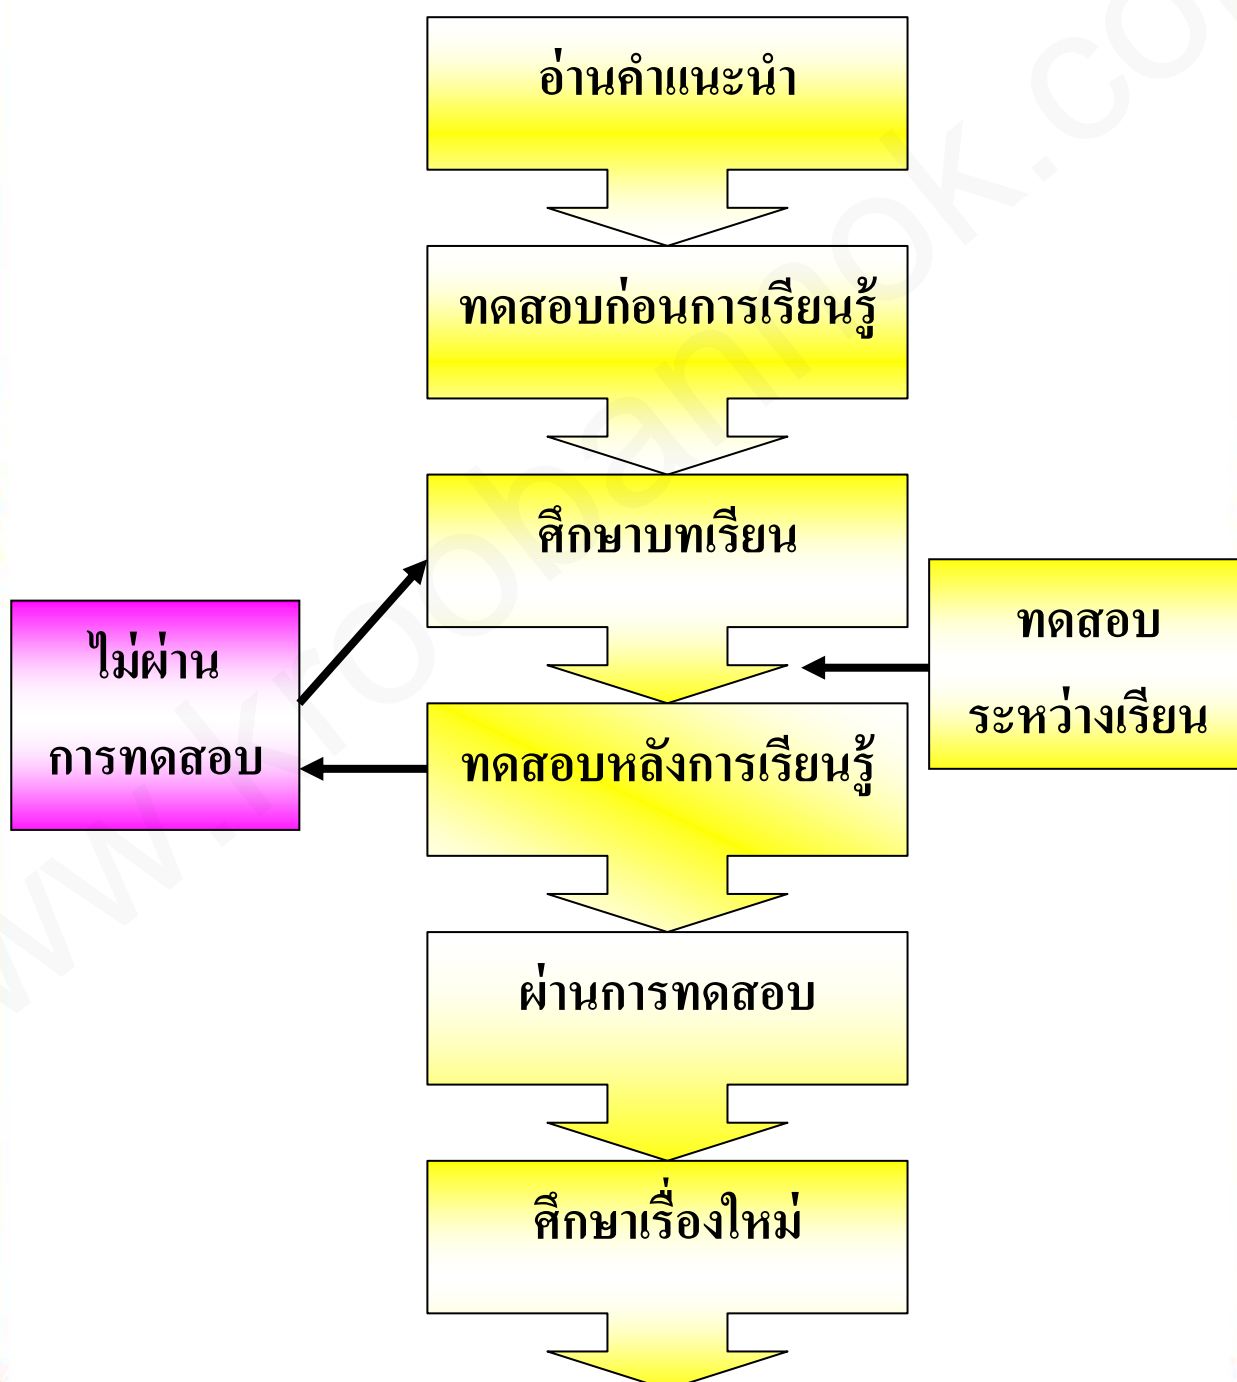 อ่านคำแนะนำ
ทดสอบก่อนการเรียนรู้
ศึกษาบทเรียน
ทดสอบ
ระหว่างเรียน
ไม่ผ่าน
การทดสอบ
ทดสอบหลังการเรียนรู้
ผ่านการทดสอบ
ศึกษาเรื่องใหม่
www.kroobannok.com